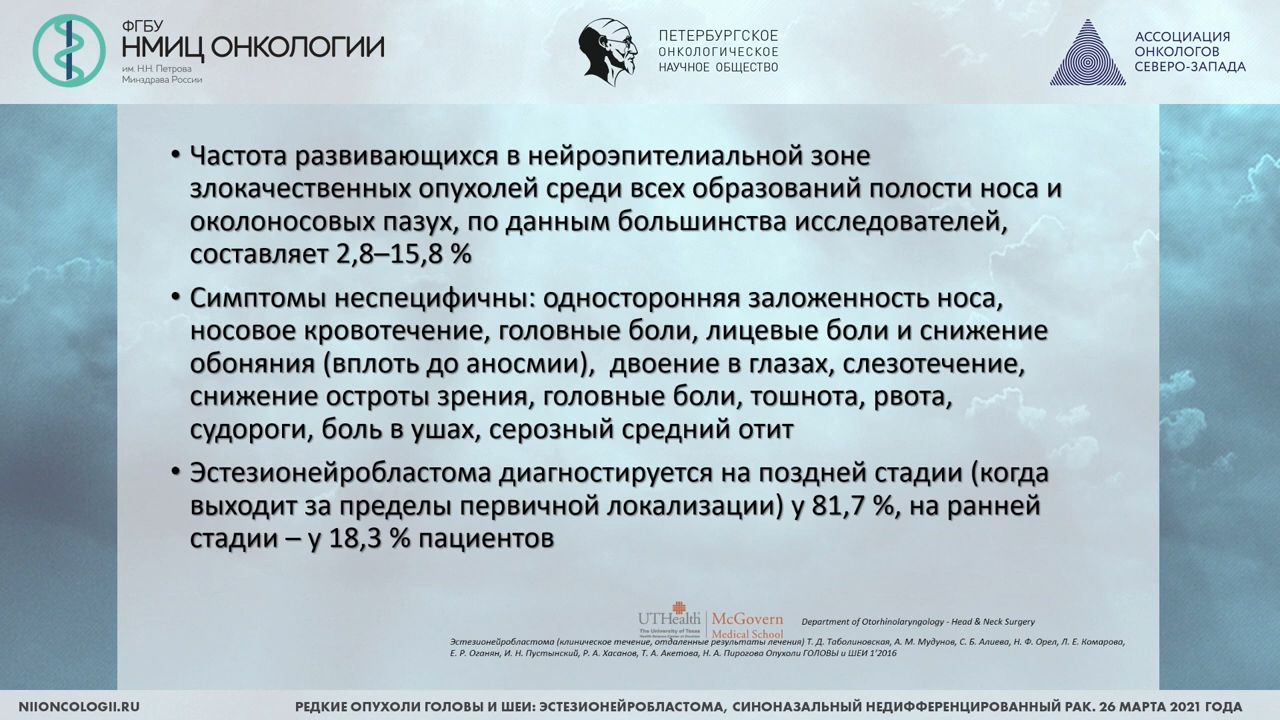 ФГБУ
НМИЦ ОНКОЛОГИИ
им. Н.Н. Петрова
Минздрава России
ПЕТЕРБУРГСКОЕ
ОНКОЛОГИЧЕСКОЕ
НАУЧНОЕ ОБЩЕСТВО
АССОЦИАЦИЯ
ОНКОЛОГОВ
СЕВЕРО-ЗАПАДА
• Частота развивающихся в нейроэпителиальной зоне
злокачественных опухолей среди всех образований полости носа и
околоносовых пазух, по данным большинства исследователей,
составляет 2,8–15,8 %
• Симптомы неспецифичны: односторонняя заложенность носа,
носовое кровотечение, головные боли, лицевые боли и снижение
обоняния (вплоть до аносмии), двоение в глазах, слезотечение,
снижение остроты зрения, головные боли, тошнота, рвота,
судороги, боль в ушах, серозный средний отит
• Эстезионейробластома диагностируется на поздней стадии (когда
выходит за пределы первичной локализации) у 81,7 %, на ранней
стадии – у 18,3 % пациентов
UTHealth
The University of Texas
McGovern
Medical School
Department of Otorhinolaryngology - Head & Neck Surgery
Эстезионейробластома (клиническое течение, отдаленные результаты лечения) Т. Д. Таболиновская, А. М. Мудунов, С. Б. Алиева, Н. Ф. Орел, Л. Е. Комарова,
Е. Р. Оганян, И. Н. Пустынский, Р. А. Хасанов, Т. А. Акетова, Н. А. Пирогова Опухоли ГОЛОВЫ и ШЕИ 1'2016
NIIONCOLOGII.RU
РЕДКИЕ ОПУХОЛИ ГОЛОВЫ И ШЕИ: ЭСТЕЗИОНЕЙРОБЛАСТОМА, СИНОНАЗАЛЬНЫЙ НЕДИФФЕРЕНЦИРОВАННЫЙ РАК. 26 МАРТА 2021 ГОДА